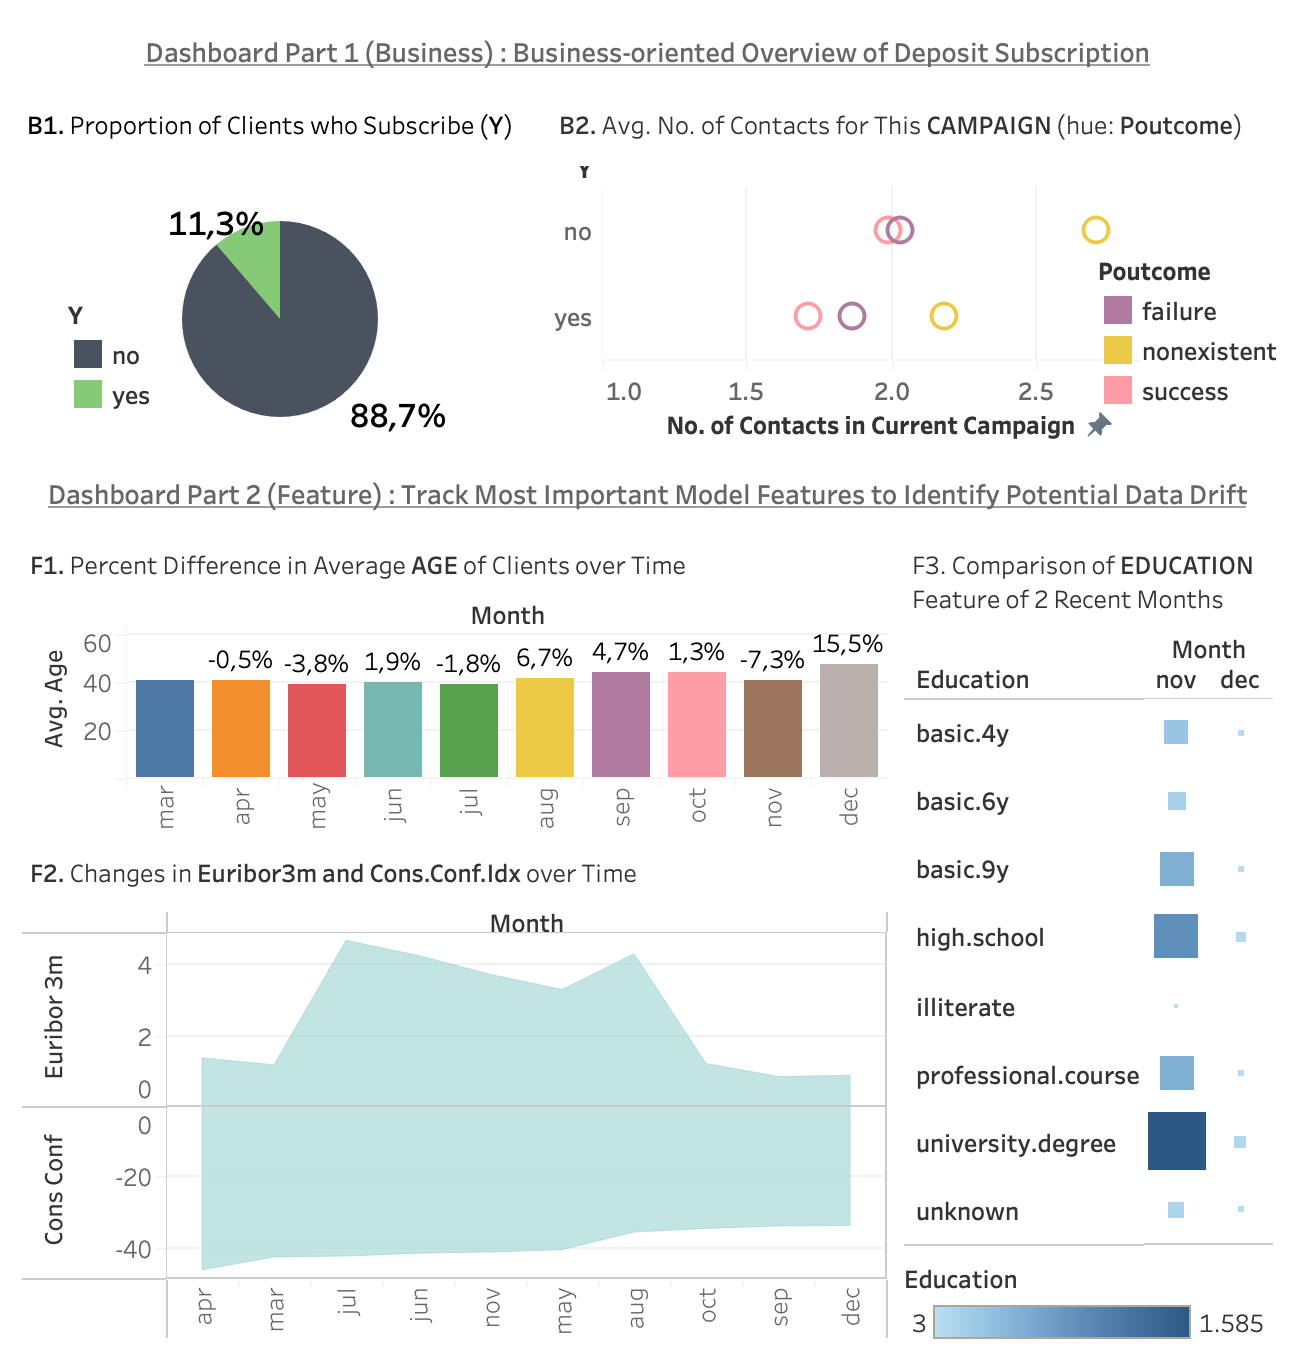 Dashboard Part 1 (Business) : Business-oriented Overview of Deposit Subscription
B1. Proportion of Clients who Subscribe (Y)
11,3%
88,7%
Y
no
yes
B2. Avg. No. of Contacts for This CAMPAIGN (hue: Poutcome)
Y
no
yes
1.0 1.5 2.0 2.5
No. of Contacts in Current Campaign
Poutcome
failure
nonexistent
success
Dashboard Part 2 (Feature) : Track Most Important Model Features to Identify Potential Data Drift
F1. Percent Difference in Average AGE of Clients over Time
Month
Avg. Age
60
40
20
-0,5% -3,8% 1,9% -1,8% 6,7% 4,7% 1,3% -7,3% 15,5%
mar apr may jun jul aug sep oct nov dec
F2. Changes in Euribor3m and Cons.Conf.Idx over Time
Month
Euribor 3m
4
2
0
Cons Conf
0
-20
-40
apr mar jul jun nov may aug oct sep dec
F3. Comparison of EDUCATION
Feature of 2 Recent Months
Month
Education nov dec
basic.4y
basic.6y
basic.9y
high.school
illiterate
professional.course
university.degree
unknown
Education
3 1.585